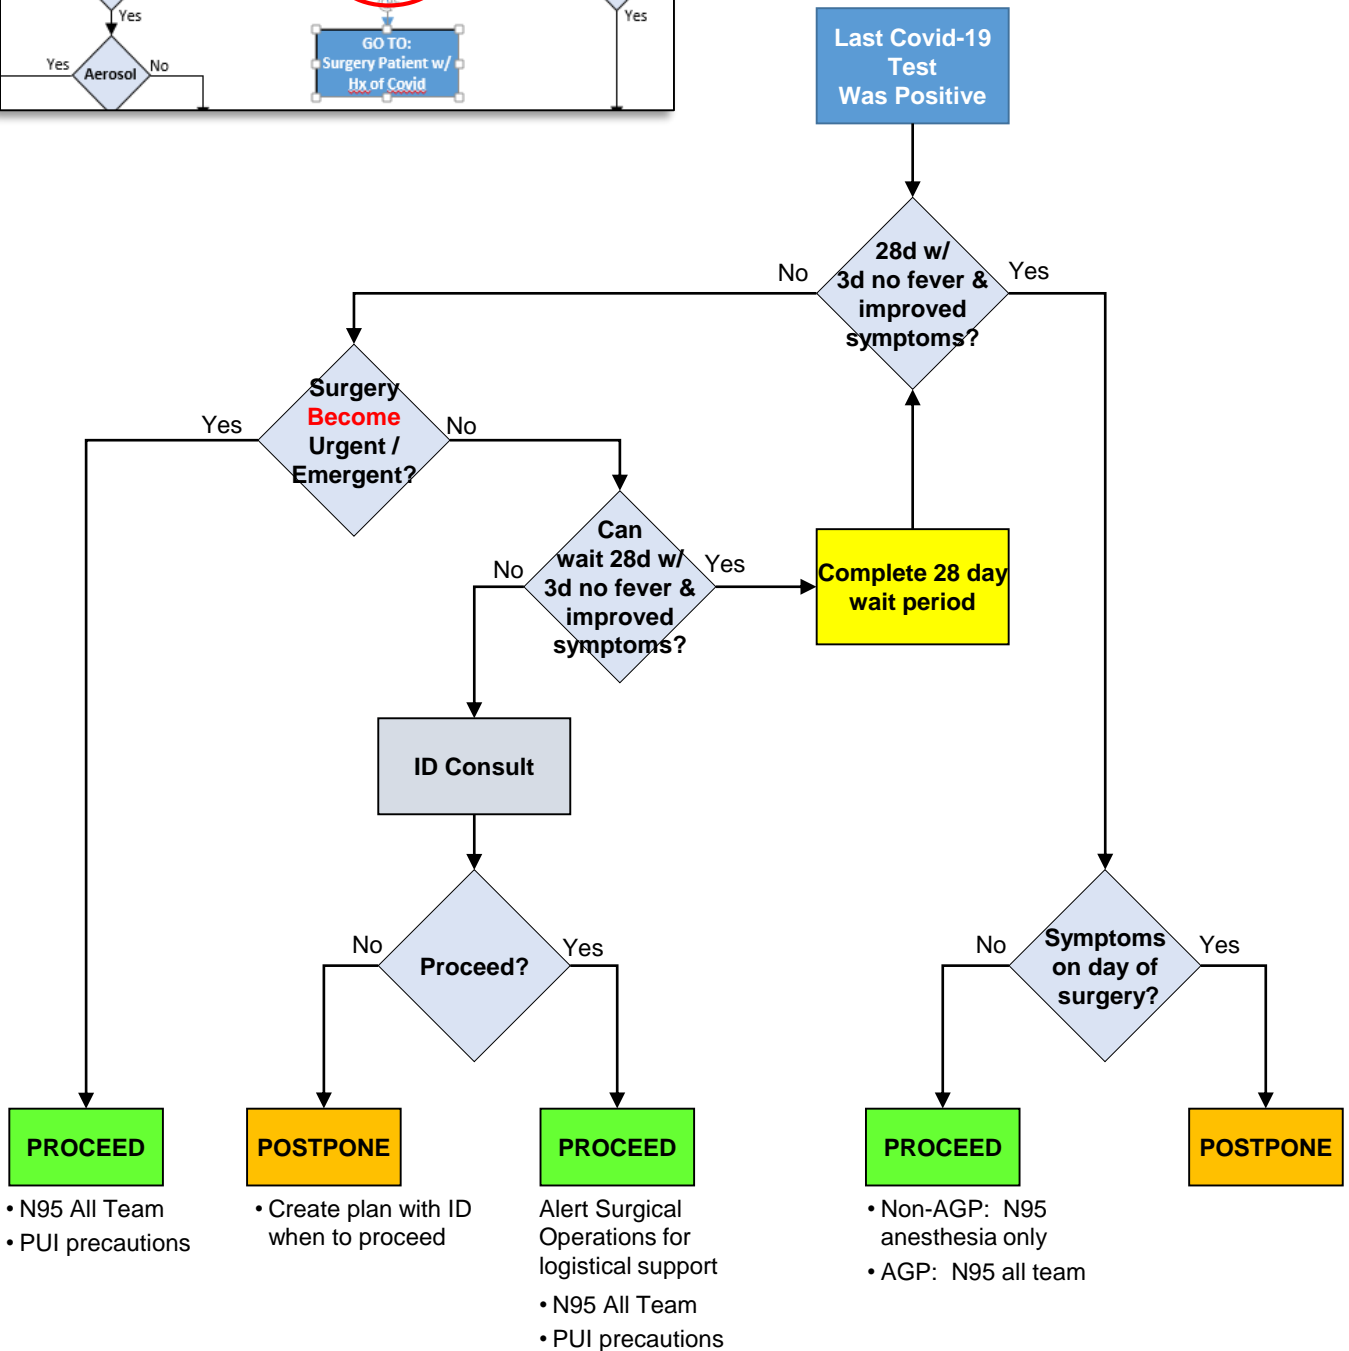 Yes
Yes
Aerosol
Yes
No
GO TO:
Surgery Patient w/
Hx of Covid
Last Covid-19
Test
Was Positive
28d w/
3d no fever &
improved
symptoms?
No
Yes
Surgery
Become
Urgent /
Emergent?
Yes
No
Can
wait 28d w/
3d no fever &
improved
symptoms?
No
Yes
Complete 28 day
wait period
ID Consult
Proceed?
No
Yes
Symptoms
on day of
surgery?
No
Yes
PROCEED
• N95 All Team
• PUI precautions
POSTPONE
• Create plan with ID
when to proceed
PROCEED
Alert Surgical
Operations for
logistical support
• N95 All Team
• PUI precautions
PROCEED
• Non-AGP: N95
anesthesia only
• AGP: N95 all team
POSTPONE